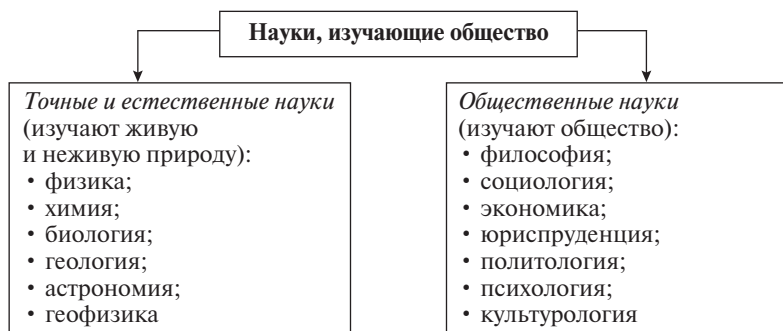 Науки, изучающие общество
Точные и естественные науки
(изучают живую
и неживую природу):
• физика;
• химия;
• биология;
• геология;
• астрономия;
• геофизика
Общественные науки
(изучают общество):
• философия;
• социология;
• экономика;
• юриспруденция;
• политология;
• психология;
• культурология